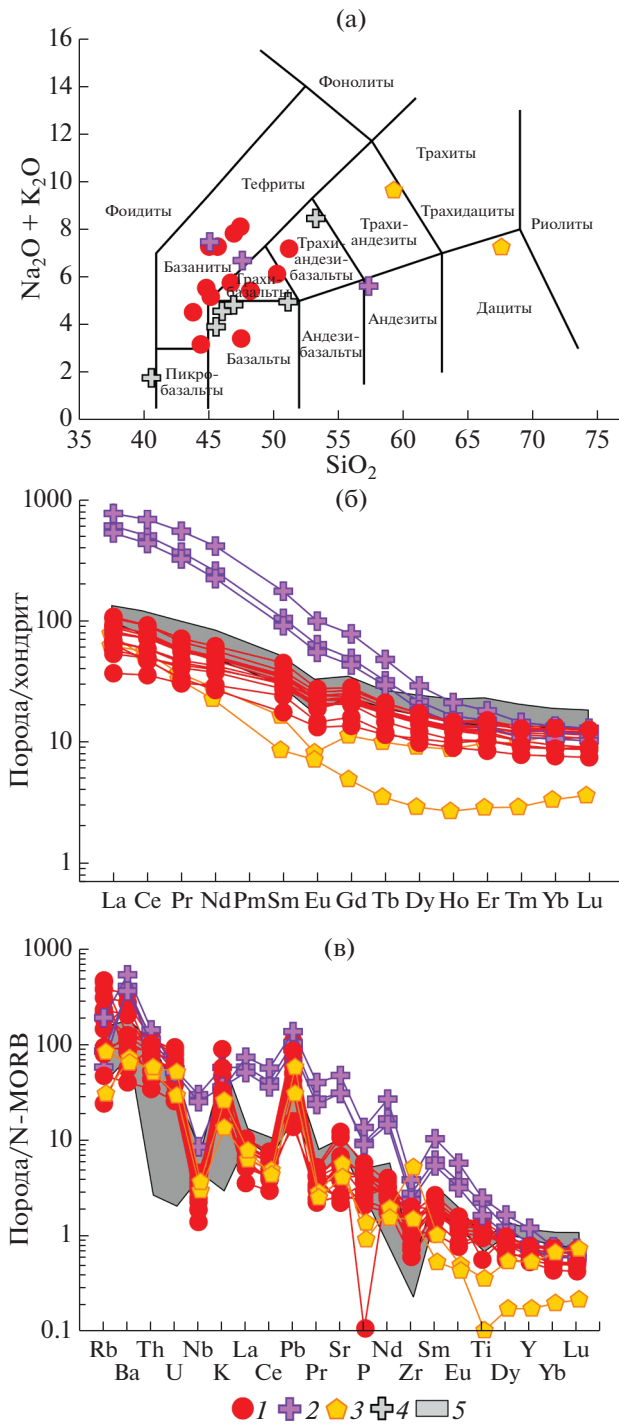 (а)
16
14
12
10
8
6
4
2
0
Na2O + K2O
Фонолиты
Трахиты
Тефриты
Фоидиты
Трахи-
андезиты
Трахидациты
Риолиты
Базаниты
Трахи-
андези-
базальты
Трахи-
базальты
Андезиты
Дациты
Андези-
базальты
Базальты
Пикро-
базальты
35 40 45 50 55 60 65 70 75
SiO2
(б)
1000
100
10
1
Порода/хондрит
La Ce Pr Nd Pm Sm Eu Gd Tb Dy Ho Er Tm Yb Lu
(в)
1000
100
10
1
0.1
Порода/N-MORB
Rb Th Nb La Pb Sr Nd Sm Ti Y Lu
Ba U K Ce Pr P Zr Eu Dy Yb
1 2 3 4 5